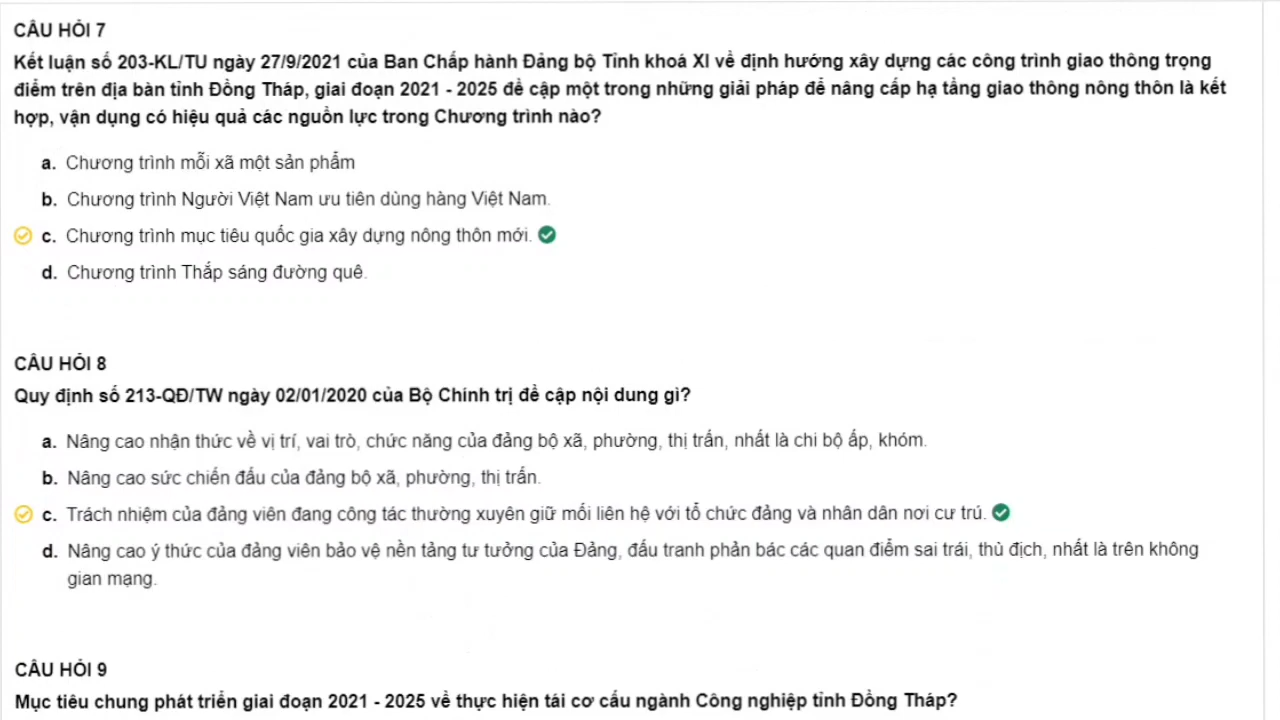 CÂU HỎI 7
Kết luận số 203-KL/TU ngày 27/9/2021 của Ban Chấp hành Đảng bộ Tỉnh khoá XI về định hướng xây dựng các công trình giao thông trọng
điểm trên địa bàn tỉnh Đồng Tháp, giai đoạn 2021 - 2025 đề cập một trong những giải pháp để nâng cấp hạ tầng giao thông nông thôn là kết
hợp, vận dụng có hiệu quả các nguồn lực trong Chương trình nào?
a. Chương trình mỗi xã một sản phẩm
b. Chương trình Người Việt Nam ưu tiên dùng hàng Việt Nam.
c. Chương trình mục tiêu quốc gia xây dựng nông thôn mới.
d. Chương trình Thắp sáng đường quê.
CÂU HỎI 8
Quy định số 213-QĐ/TW ngày 02/01/2020 của Bộ Chính trị đề cập nội dung gì?
a. Nâng cao nhận thức về vị trí, vai trò, chức năng của đảng bộ xã, phường, thị trấn, nhất là chi bộ ấp, khóm.
b. Nâng cao sức chiến đấu của đảng bộ xã, phường, thị trấn.
c. Trách nhiệm của đảng viên đang công tác thường xuyên giữ mối liên hệ với tổ chức đảng và nhân dân nơi cư trú.
d. Nâng cao ý thức của đảng viên bảo vệ nền tảng tư tưởng của Đảng, đấu tranh phản bác các quan điểm sai trái, thù địch, nhất là trên không
gian mạng.
CÂU HỎI 9
Mục tiêu chung phát triển giai đoạn 2021 - 2025 về thực hiện tái cơ cấu ngành Công nghiệp tỉnh Đồng Tháp?